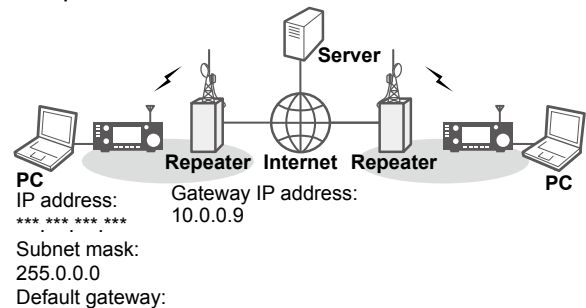 Server
Repeater Internet Repeater
PC
PC
IP address:
***.***.***.***
Subnet mask:
255.0.0.0
Default gateway:
Gateway IP address:
10.0.0.9